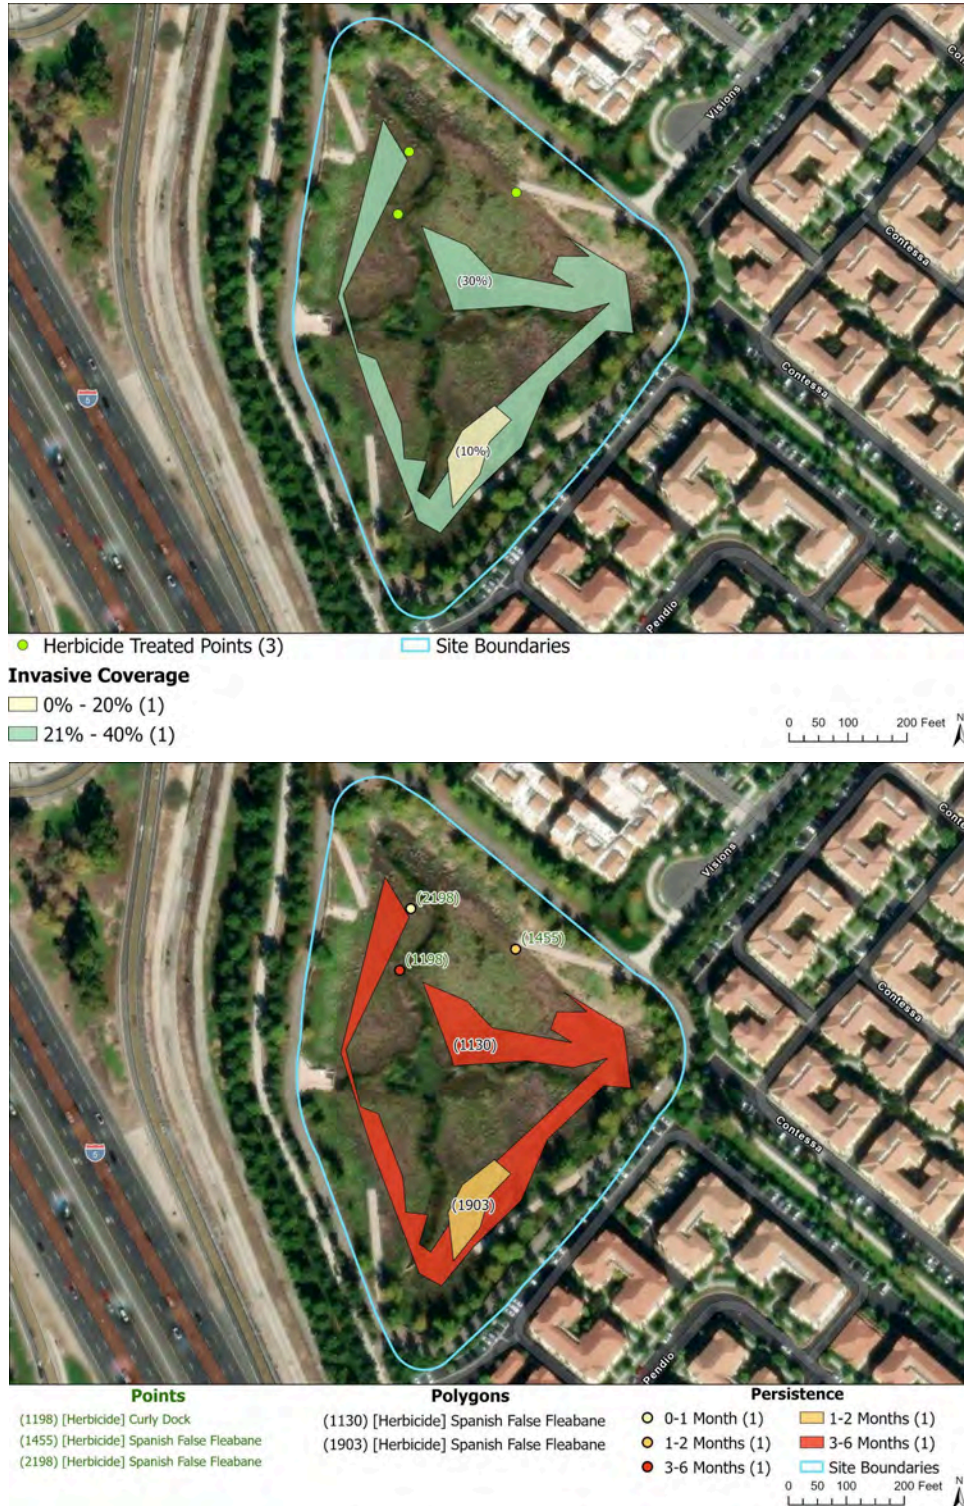 Visions
Con
Contessa
(30%)
Contessa
(10%)
5
Pendio
Herbicide Treated Points (3)
Site Boundaries
Invasive Coverage
0% - 20% (1)
21% - 40% (1)
0 50 100 200 Feet
N
Cont
Visions
(2198)
(1455)
(1198)
Contessa
(1130)
Contessa
5
(1903)
Pendio
Points
(1198) [Herbicide] Curly Dock
(1455) [Herbicide] Spanish False Fleabane
(2198) [Herbicide] Spanish False Fleabane
Polygons
(1130) [Herbicide] Spanish False Fleabane
(1903) [Herbicide] Spanish False Fleabane
Persistence
0-1 Month (1)
1-2 Months (1)
1-2 Months (1)
3-6 Months (1)
3-6 Months (1)
Site Boundaries
0 50 100 200 Feet
N